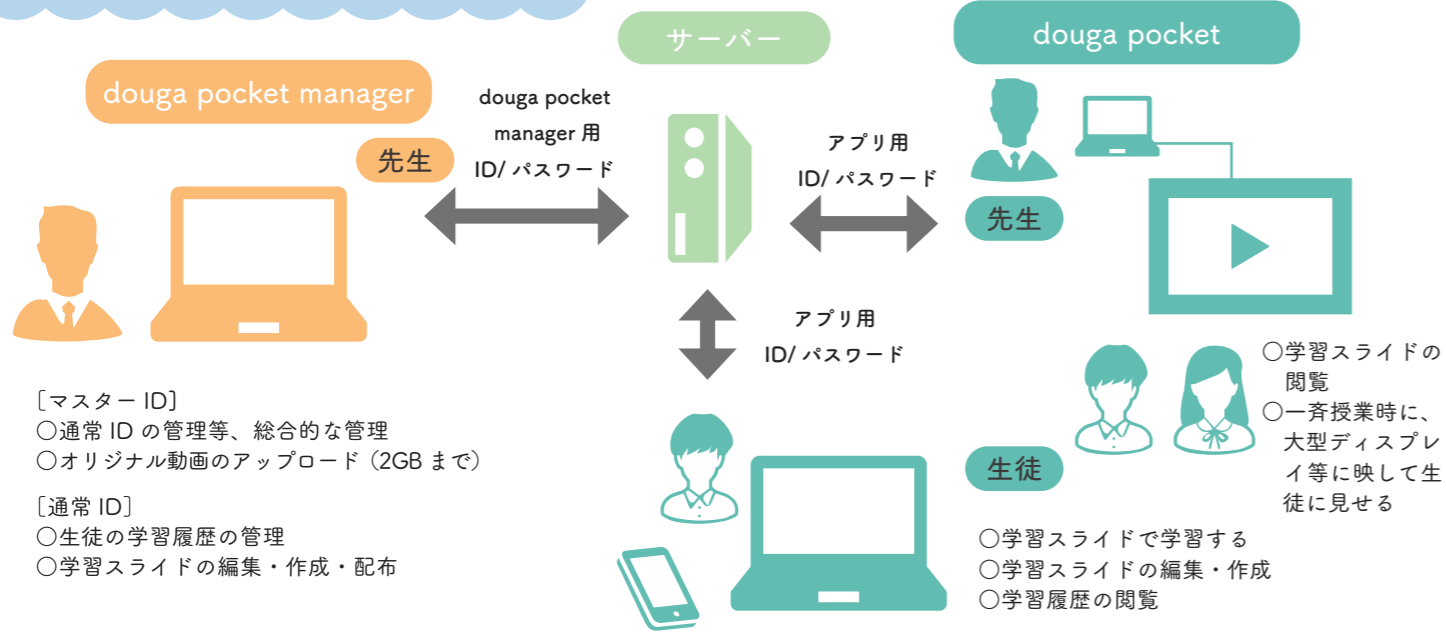 サーバー
douga pocket
douga pocket manager
先生
douga pocket
manager 用
ID/ パスワード
アプリ用
ID/ パスワード
先生
アプリ用
ID/ パスワード
［マスター ID］
○通常 ID の管理等、総合的な管理
○オリジナル動画のアップロード（2GB まで）
［通常 ID］
○生徒の学習履歴の管理
○学習スライドの編集・作成・配布
○学習スライドの
閲覧
○一斉授業時に、
大型ディスプレ
イ等に映して生
徒に見せる
生徒
○学習スライドで学習する
○学習スライドの編集・作成
○学習履歴の閲覧